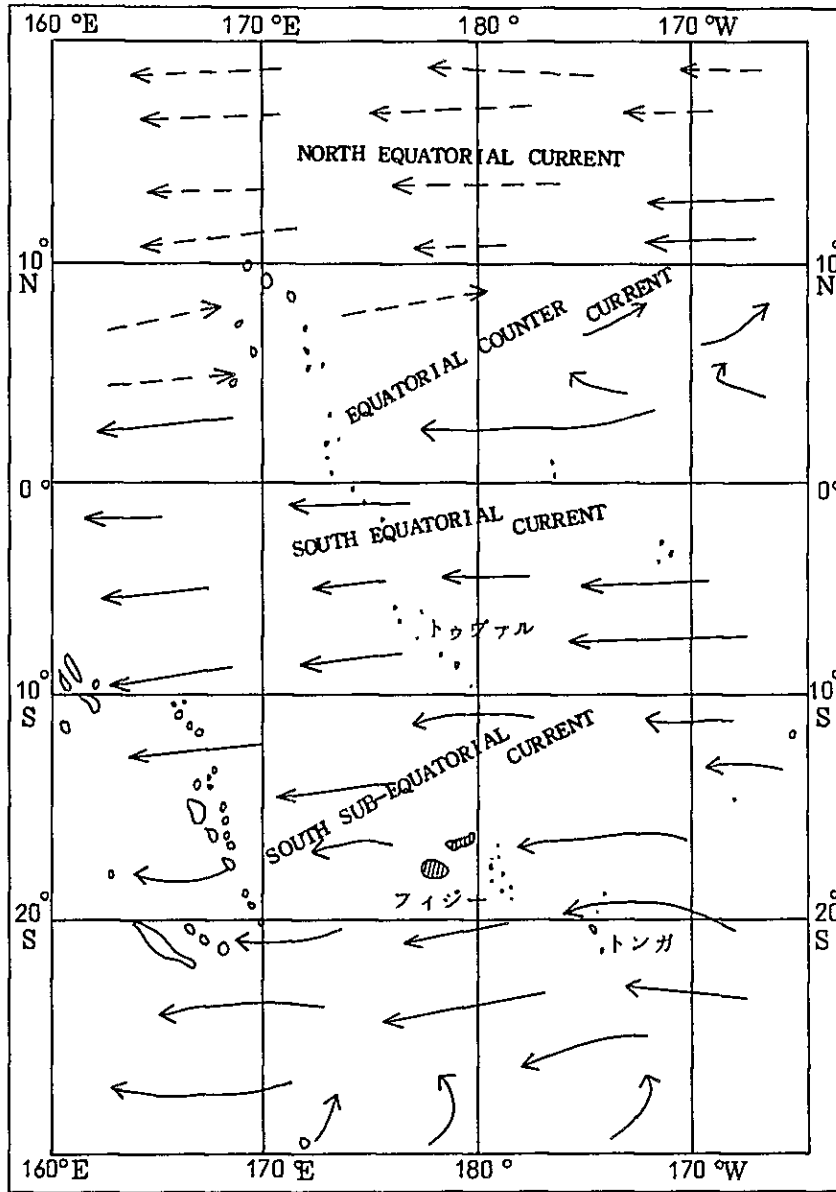 160 °E 170 °E 180 ° 170 °W
NORTH EQUATORIAL CURRENT
10° 10°
N N
EQUATORIAL COUNTER CURRENT
0° 0°
SOUTH EQUATORIAL CURRENT
トゥヴァル
10° 10°
S S
SOUTH SUB-EQUATORIAL CURRENT
フィジー
20° 20°
S S
トンガ
160°E 170 °E 180 ° 170 °W